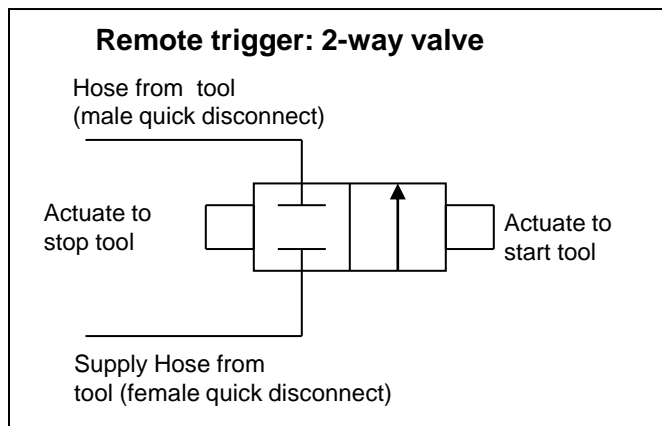 Remote trigger: 2-way valve
Hose from tool
(male quick disconnect)
Actuate to
stop tool
Actuate to
start tool
Supply Hose from
tool (female quick disconnect)